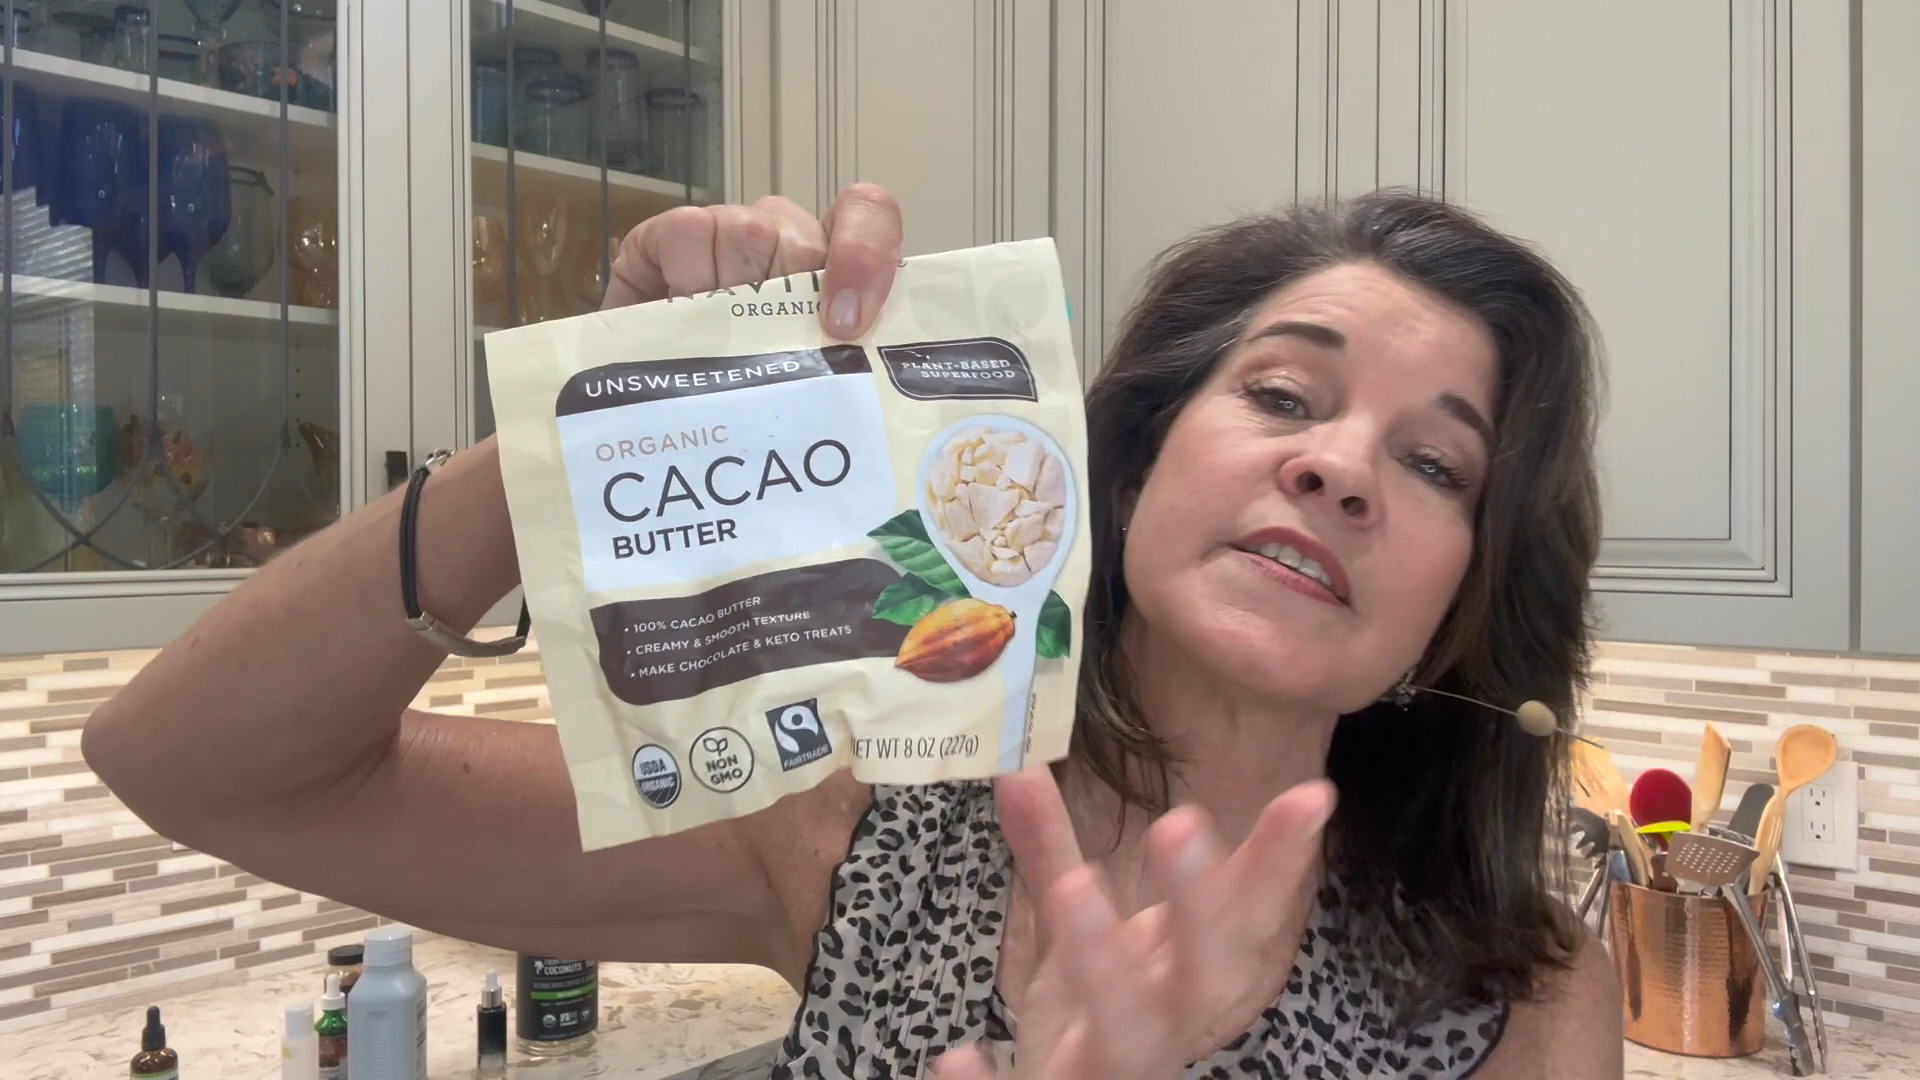 ORGANIC
UNSWEETENED
PLANT-BASED
SUPERFOOD
ORGANIC
CACAO
BUTTER
• 100% CACAO BUTTER
• CREAMY & SMOOTH TEXTURE
• MAKE CHOCOLATE & KETO TREATS
USDA
ORGANIC
NON
GMO
FAIRTRADE
NET WT 8 OZ (227g)
COCONUTS